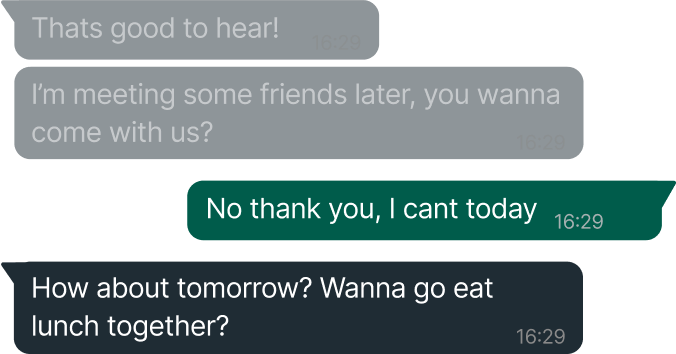 Thats good to hear!
16:29
I'm meeting some friends later, you wanna
come with us?
16:29
No thank you, I cant today
16:29
How about tomorrow? Wanna go eat
lunch together?
16:29